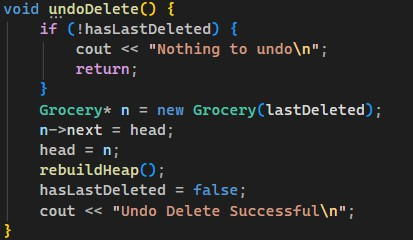 void undoDelete() {
    if (!hasLastDeleted) {
        cout << "Nothing to undo\n";
        return;
    }
    Grocery* n = new Grocery(lastDeleted);
    n->next = head;
    head = n;
    rebuildHeap();
    hasLastDeleted = false;
    cout << "Undo Delete Successful\n";
}